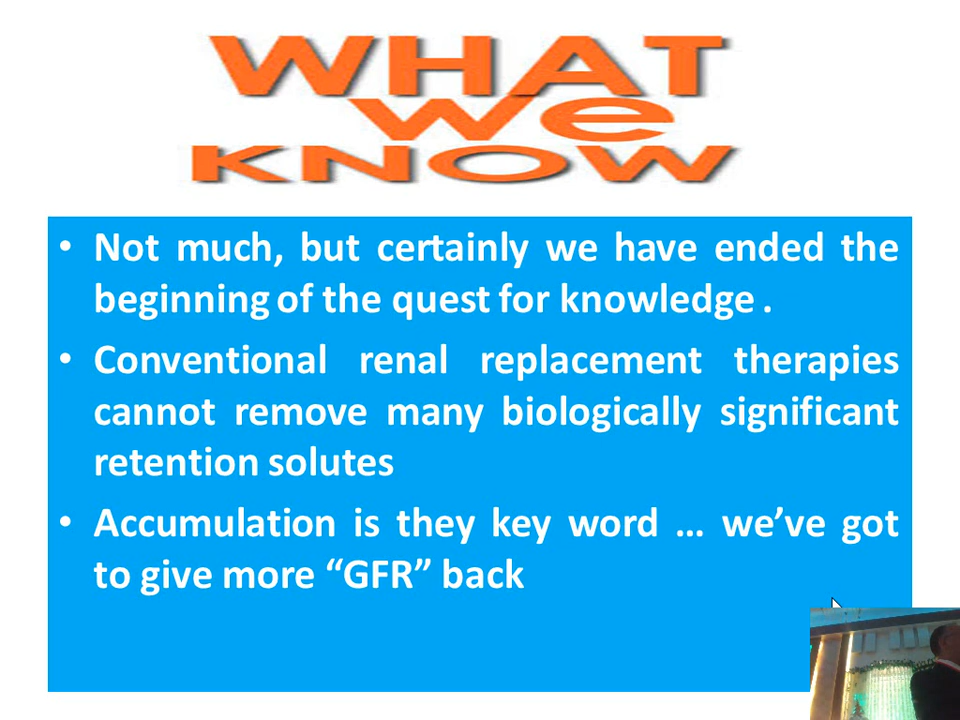 WHAT
we
KNOW
• Not much, but certainly we have ended the
beginning of the quest for knowledge .
• Conventional renal replacement therapies
cannot remove many biologically significant
retention solutes
• Accumulation is they key word … we’ve got
to give more “GFR” back